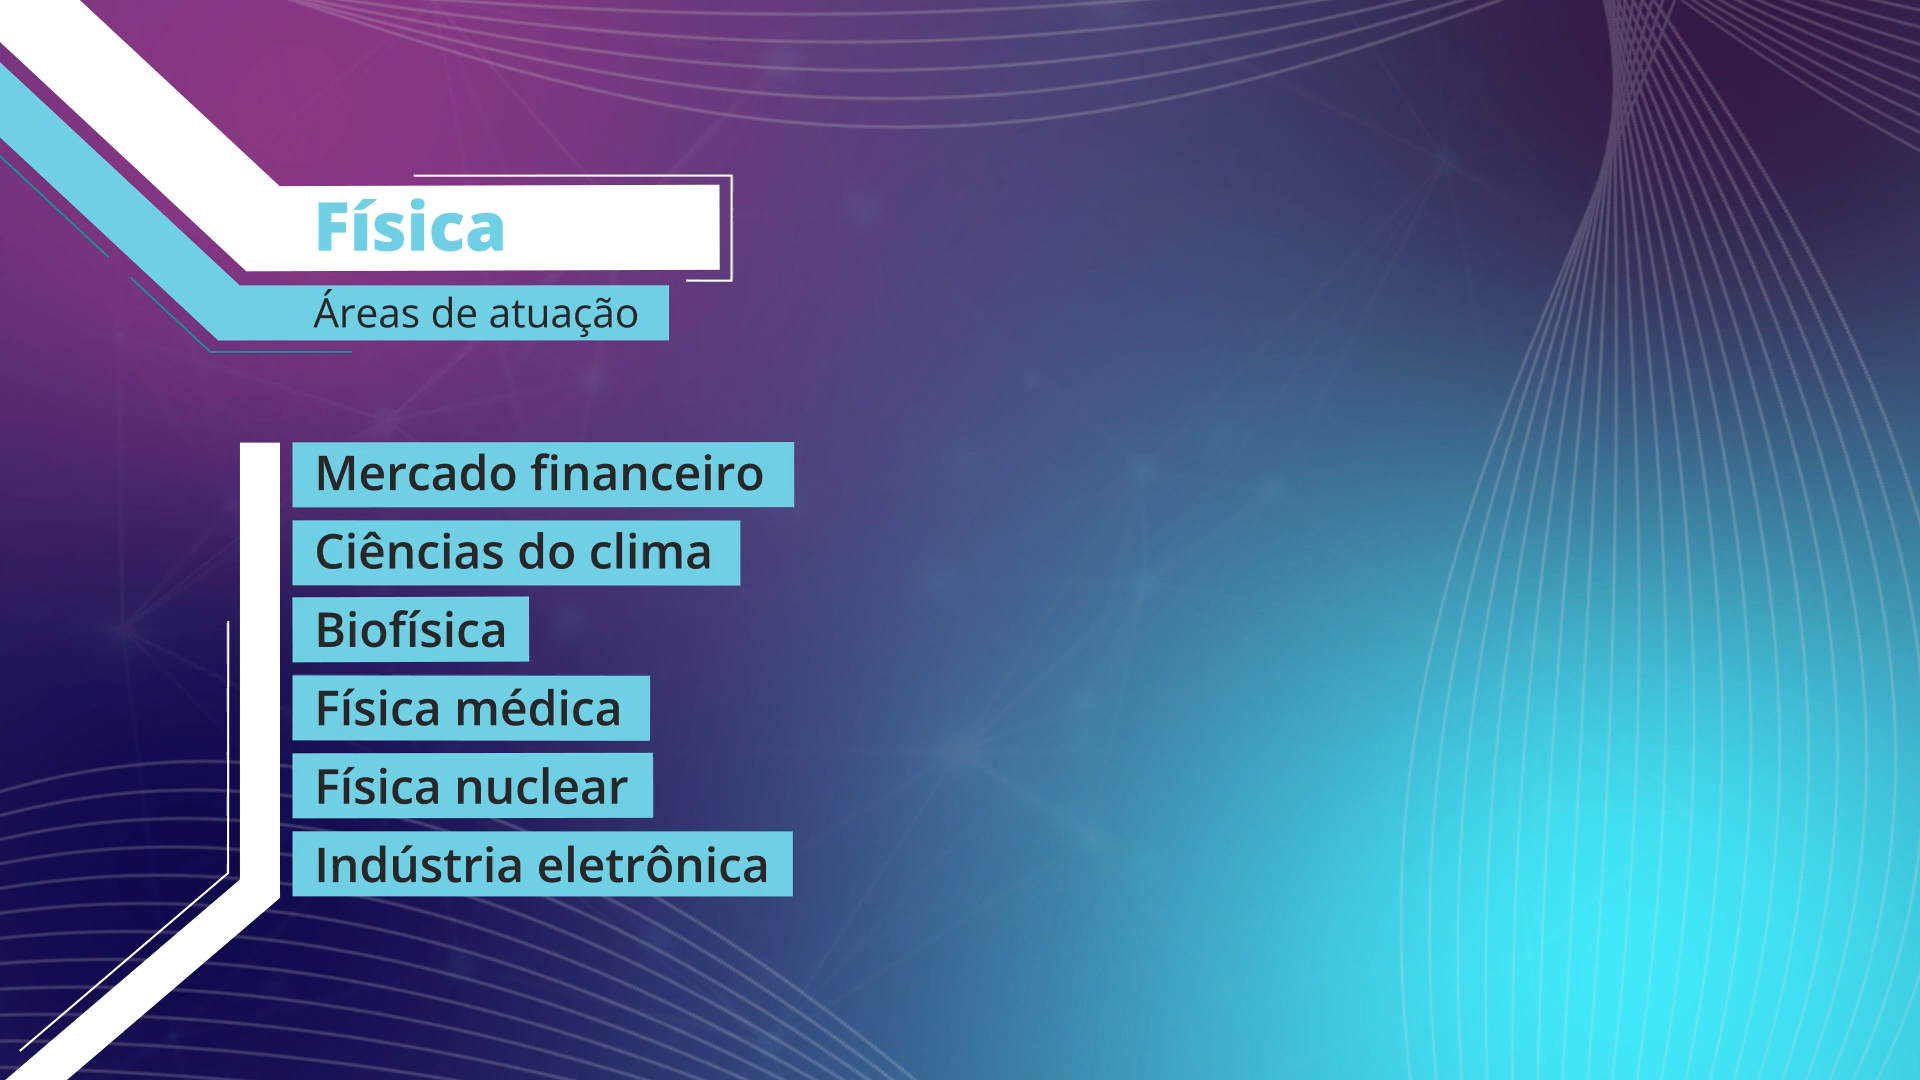 Física
Áreas de atuação
Mercado financeiro
Ciências do clima
Biofísica
Física médica
Física nuclear
Indústria eletrônica